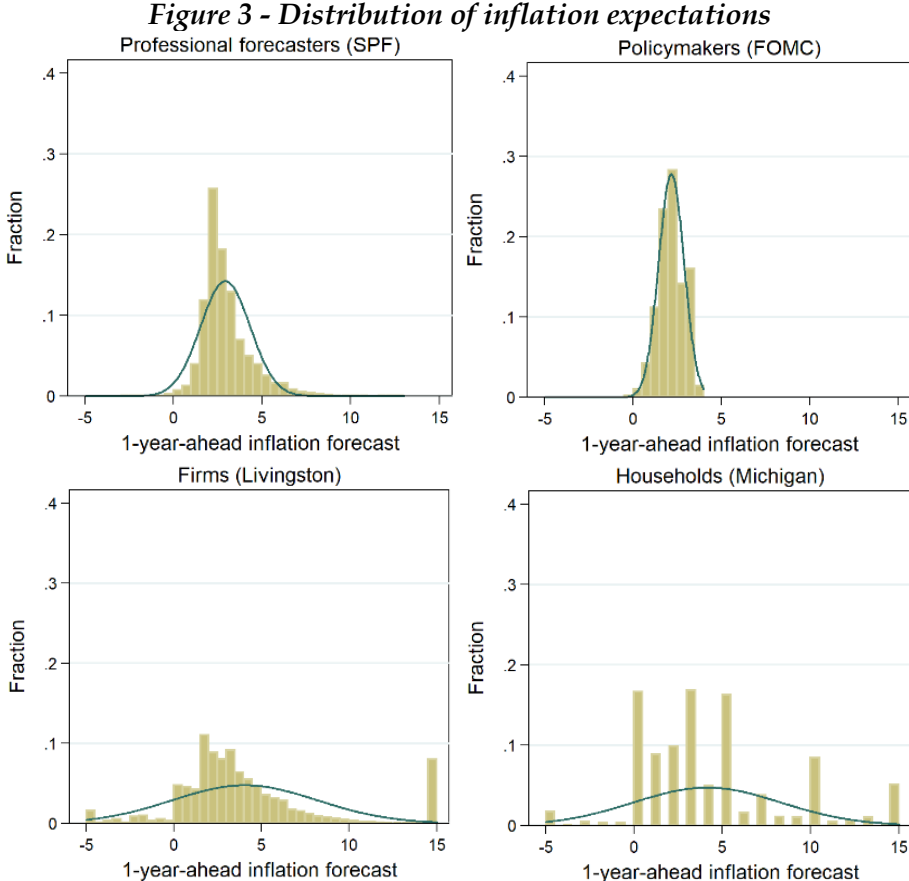 Figure 3 - Distribution of inflation expectations
Professional forecasters (SPF)
.4
.3
.2
.1
0
Fraction
-5 0 5 10 15
1-year-ahead inflation forecast
Policymakers (FOMC)
.4
.3
.2
.1
0
Fraction
-5 0 5 10 15
1-year-ahead inflation forecast
Firms (Livingston)
.4
.3
.2
.1
0
Fraction
-5 0 5 10 15
1-year-ahead inflation forecast
Households (Michigan)
.4
.3
.2
.1
0
Fraction
-5 0 5 10 15
1-year-ahead inflation forecast